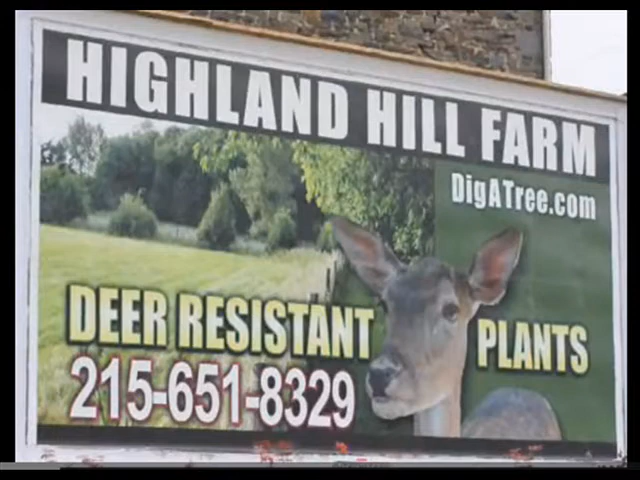 HIGHLAND HILL FARM
DigATree.com
DEER RESISTANT PLANTS
215-651-8329